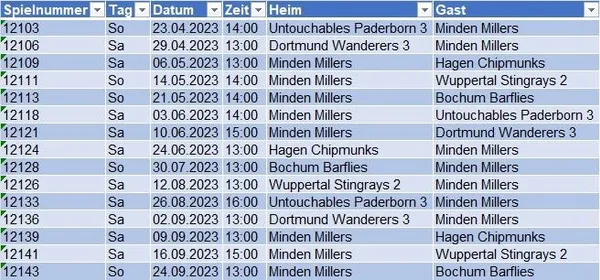 Spielnummer Tag Datum Zeit Heim Gast
12103 So 23.04.2023 14:00 Untouchables Paderborn 3 Minden Millers
12106 Sa 29.04.2023 13:00 Dortmund Wanderers 3 Minden Millers
12109 Sa 06.05.2023 13:00 Minden Millers Hagen Chipmunks
12111 So 14.05.2023 14:00 Minden Millers Wuppertal Stingrays 2
12113 So 21.05.2023 14:00 Minden Millers Bochum Barflies
12118 Sa 03.06.2023 14:00 Minden Millers Untouchables Paderborn 3
12121 Sa 10.06.2023 15:00 Minden Millers Dortmund Wanderers 3
12124 Sa 24.06.2023 13:00 Hagen Chipmunks Minden Millers
12128 So 30.07.2023 13:00 Bochum Barflies Minden Millers
12126 Sa 12.08.2023 13:00 Wuppertal Stingrays 2 Minden Millers
12133 Sa 26.08.2023 16:00 Untouchables Paderborn 3 Minden Millers
12136 Sa 02.09.2023 13:00 Dortmund Wanderers 3 Minden Millers
12139 Sa 09.09.2023 13:00 Minden Millers Hagen Chipmunks
12141 Sa 16.09.2023 15:00 Minden Millers Wuppertal Stingrays 2
12143 So 24.09.2023 13:00 Minden Millers Bochum Barflies